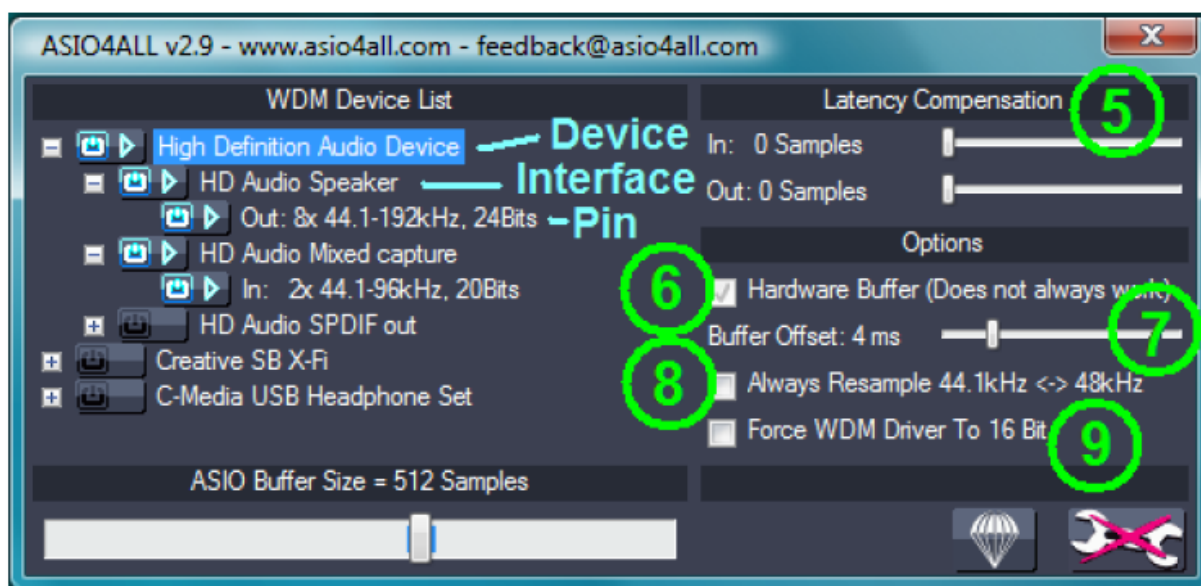 ASIO4ALL v2.9 - www.asio4all.com - feedback@asio4all.com
WDM Device List
High Definition Audio Device
Device
HD Audio Speaker
Interface
Out: 8x 44.1-192kHz, 24Bits
Pin
HD Audio Mixed capture
In: 2x 44.1-96kHz, 20Bits
HD Audio SPDIF out
Creative SB X-Fi
C-Media USB Headphone Set
ASIO Buffer Size = 512 Samples
Latency Compensation
5
In: 0 Samples
Out: 0 Samples
Options
6
Hardware Buffer (Does not always work)
Buffer Offset: 4 ms
7
8
Always Resample 44.1kHz <-> 48kHz
Force WDM Driver To 16 Bit
9